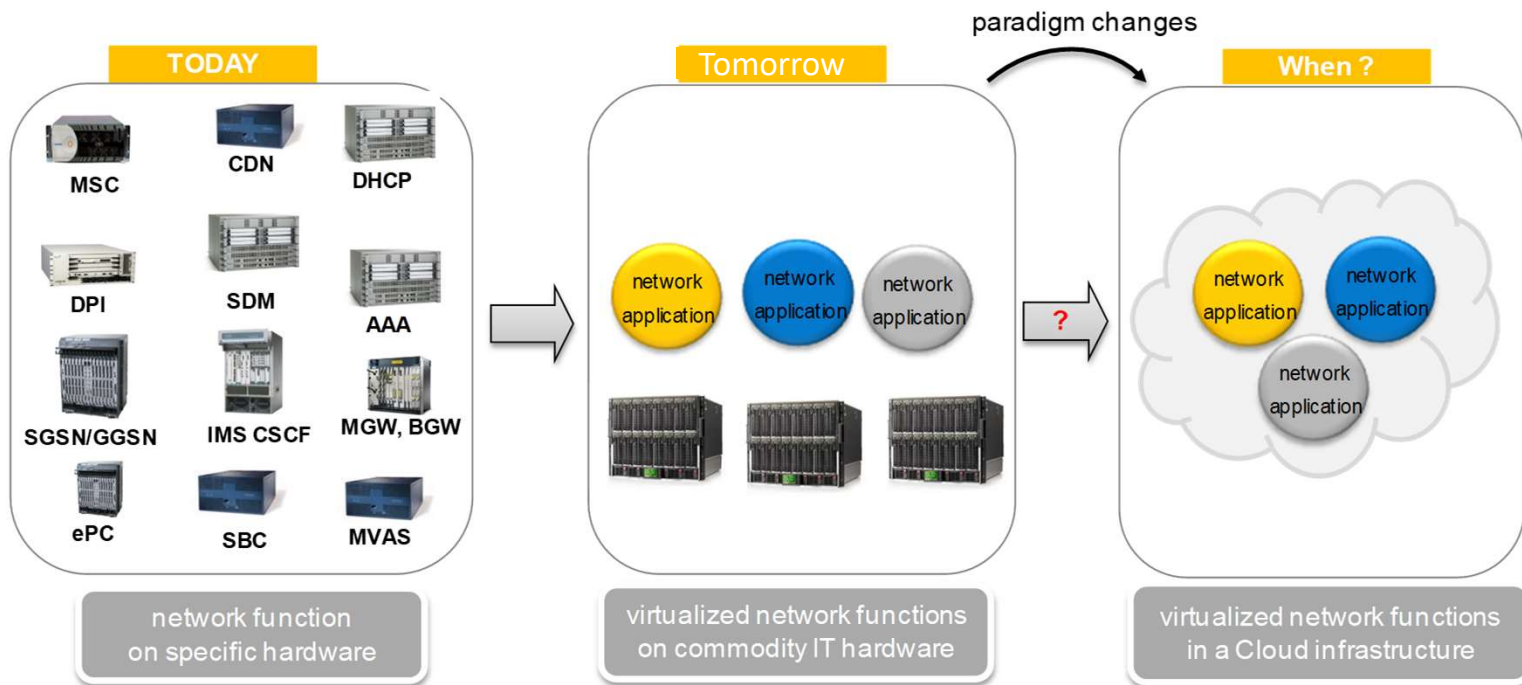 paradigm changes
TODAY
MSC
CDN
DHCP
DPI
SDM
AAA
SGSN/GGSN
IMS CSCF
MGW, BGW
ePC
SBC
MVAS
network function
on specific hardware
Tomorrow
network
application
network
application
network
application
virtualized network functions
on commodity IT hardware
?
When ?
network
application
network
application
network
application
virtualized network functions
in a Cloud infrastructure